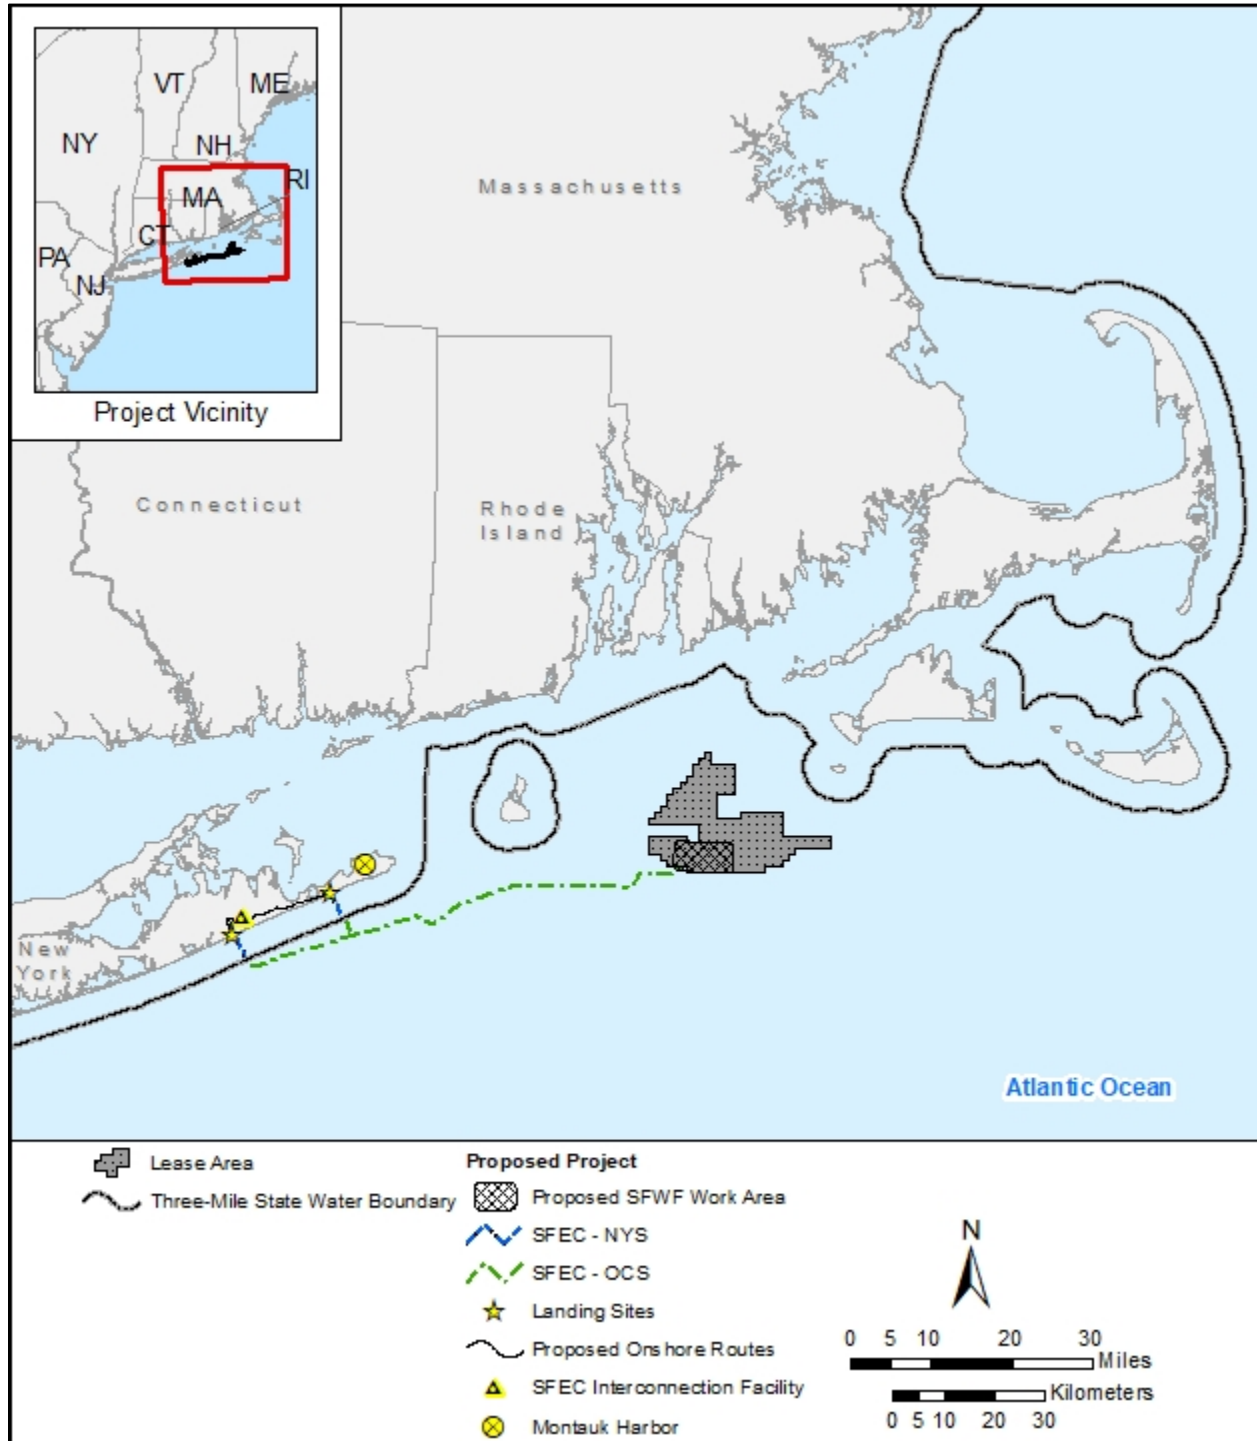 VT
ME
NY
NH
RI
MA
CT
PA
NJ
Project Vicinity
Massachusetts
Connecticut
Rhode
Island
New
York
Atlantic Ocean
Lease Area
Three-Mile State Water Boundary
Proposed Project
Proposed SFWF Work Area
SFEC - NYS
SFEC - OCS
Landing Sites
Proposed Onshore Routes
SFEC Interconnection Facility
Montauk Harbor
N
0 5 10 20 30
Miles
Kilometers
0 5 10 20 30